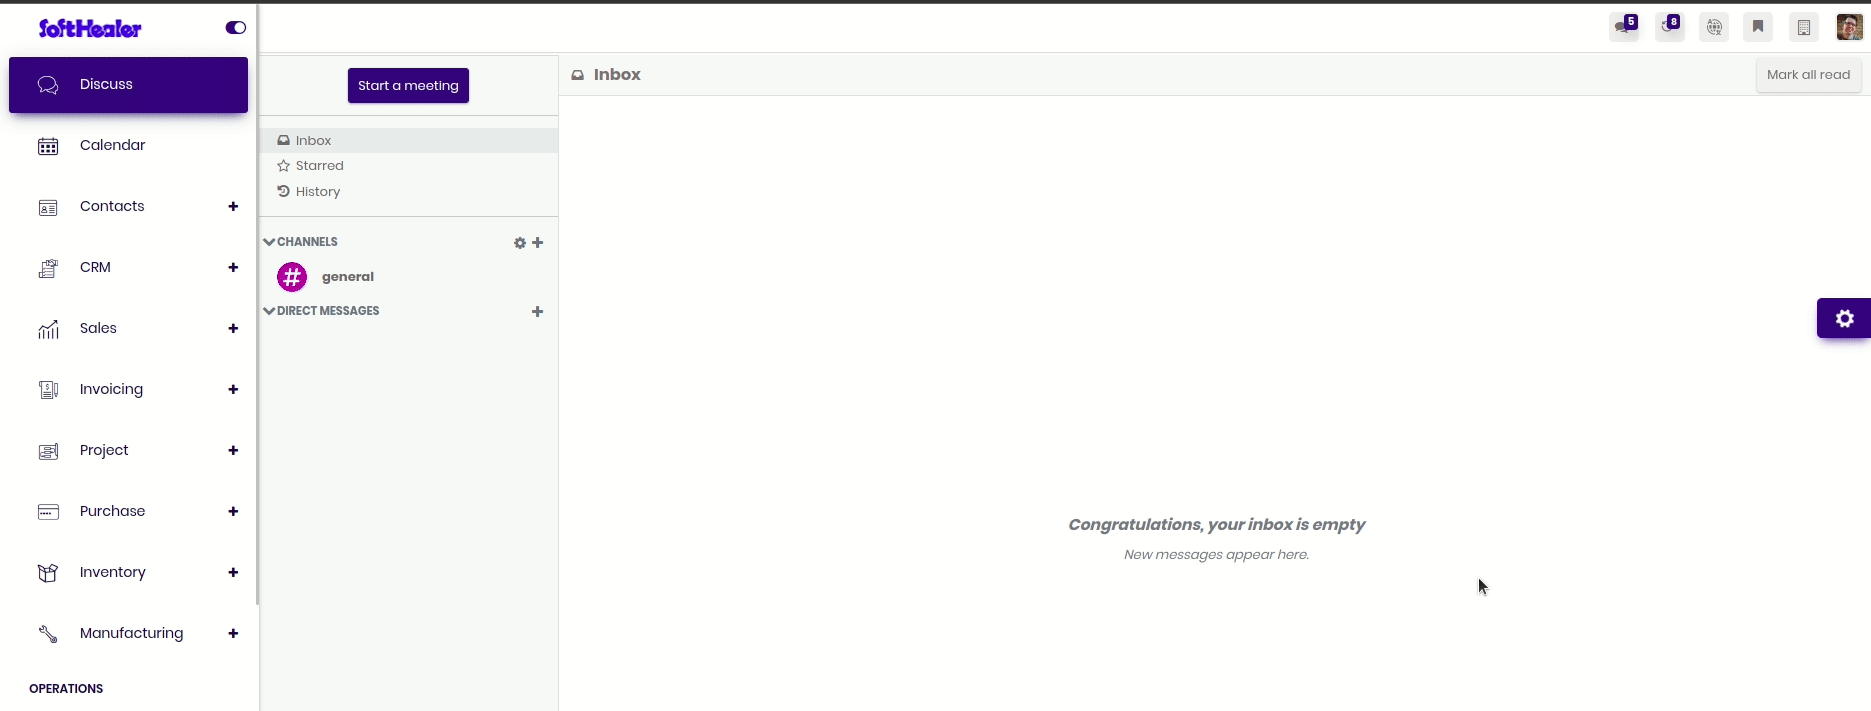 SoftHealer
5
8
Discuss
Calendar
Contacts
CRM
Sales
Invoicing
Project
Purchase
Inventory
Manufacturing
OPERATIONS
Start a meeting
Inbox
Starred
History
CHANNELS
# general
DIRECT MESSAGES
Inbox
Mark all read
Congratulations, your inbox is empty
New messages appear here.